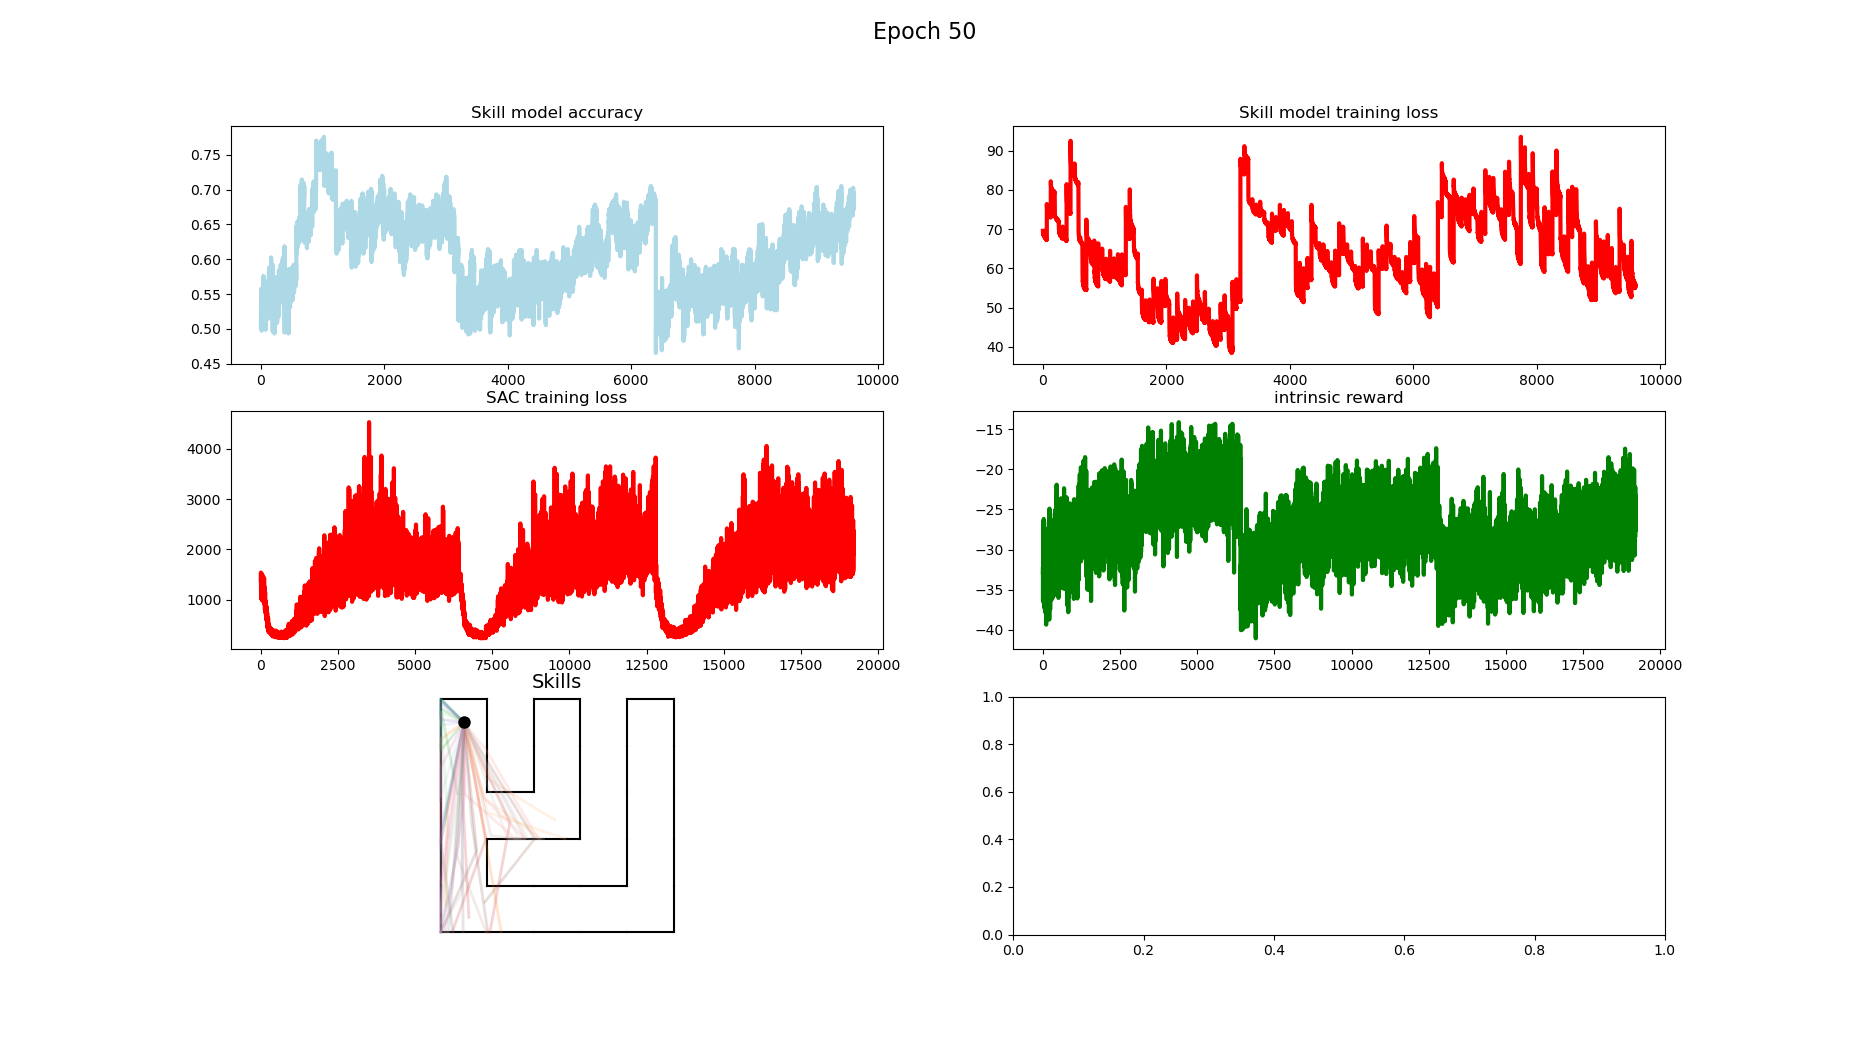 Epoch 50
Skill model accuracy
0.75
0.70
0.65
0.60
0.55
0.50
0.45
0 2000 4000 6000 8000 10000
Skill model training loss
90
80
70
60
50
40
0 2000 4000 6000 8000 10000
SAC training loss
4000
3000
2000
1000
0 2500 5000 7500 10000 12500 15000 17500 20000
intrinsic reward
−15
−20
−25
−30
−35
−40
0 2500 5000 7500 10000 12500 15000 17500 20000
Skills
1.0
0.8
0.6
0.4
0.2
0.0
0.0 0.2 0.4 0.6 0.8 1.0